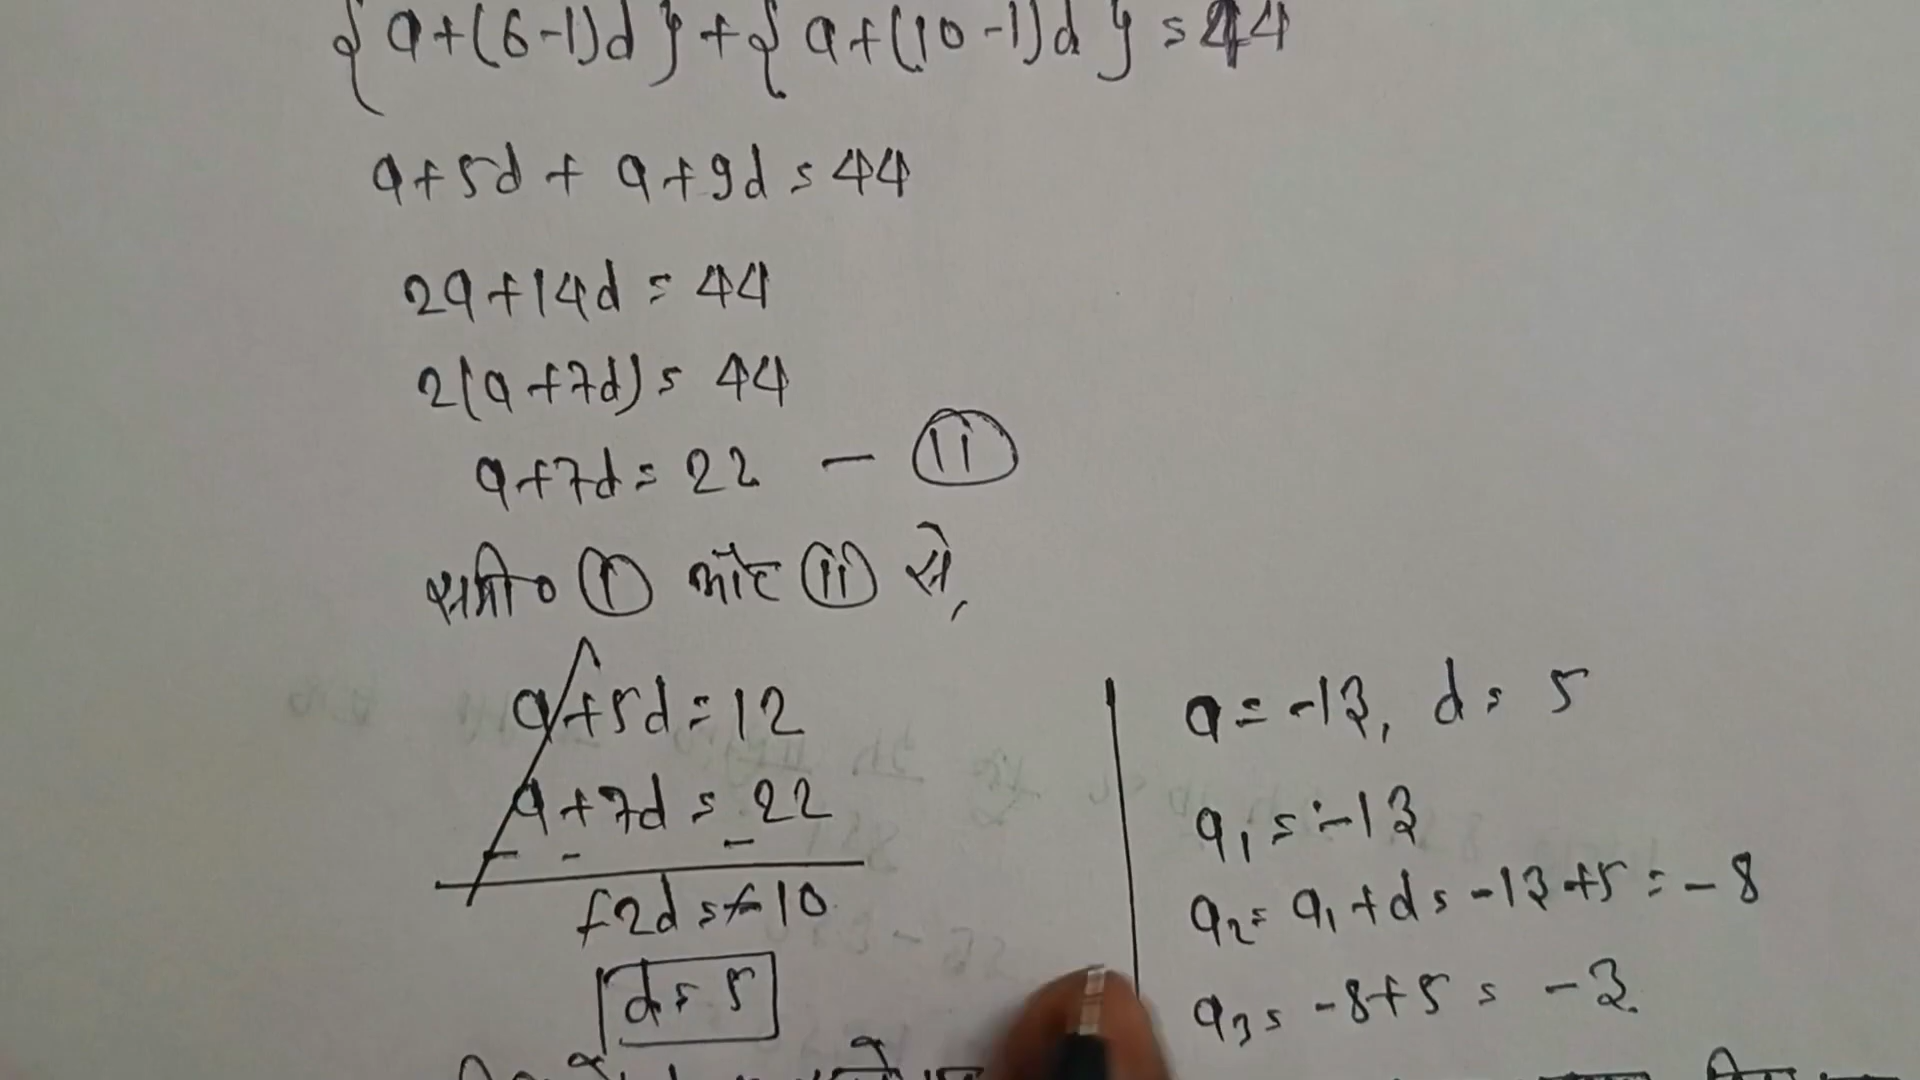 {a+(6-1)d}+{a+(10-1)d}=44
a+5d+a+9d=44
2a+14d=44
2(a+7d)=44
a+7d=22 - (ii)
समी० (i) और (ii) से,
a+5d=12
a+7d=22
- - -
-2d=-10
d=5
a=-13, d=5
a₁=-13
a₂=a₁+d=-13+5=-8
a₃=-8+5=-3